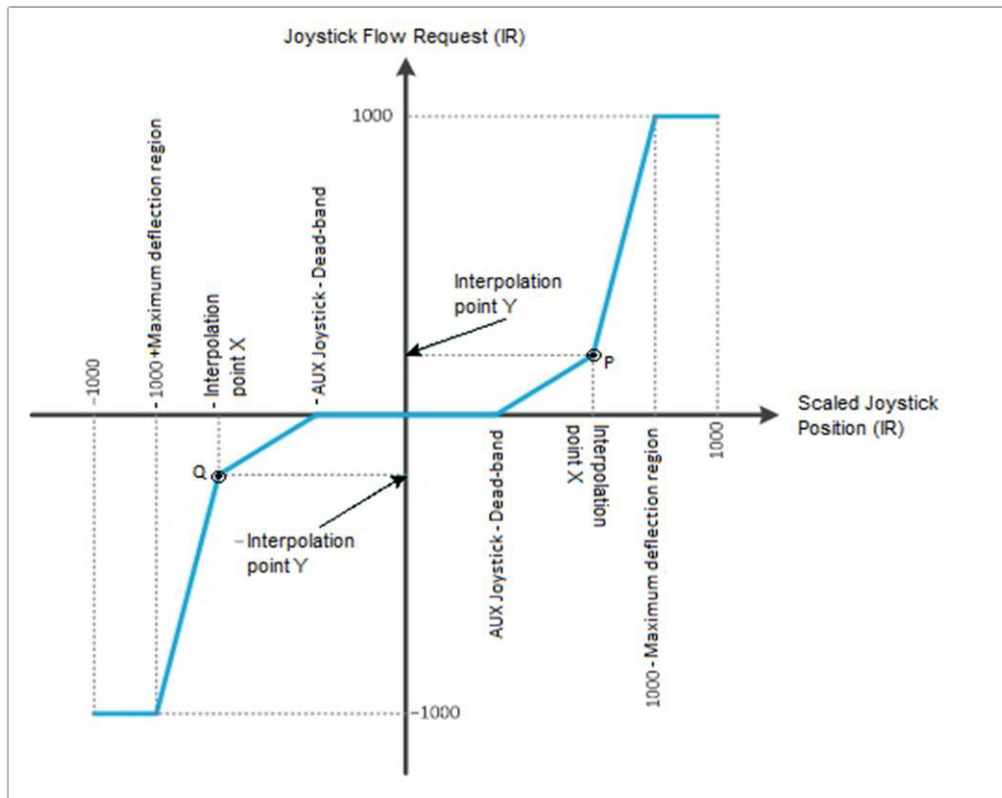 Joystick Flow Request (IR)
1000
-1000
-1000+Maximum deflection region
- Interpolation
point X
- AUX Joystick - Dead-band
Interpolation
point Y
P
Scaled Joystick
Position (IR)
Q
AUX Joystick - Dead-band
Interpolation
point X
1000 - Maximum deflection region
1000
- Interpolation
point Y
-1000